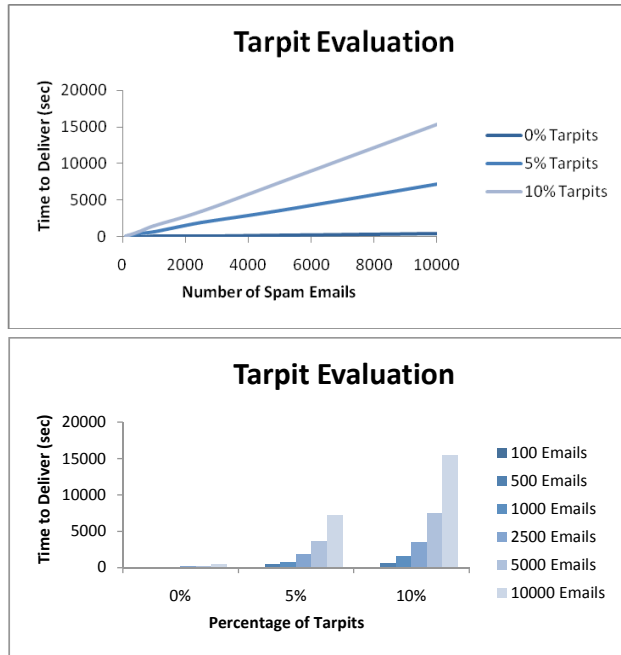 Tarpit Evaluation
Time to Deliver (sec)
20000
15000
10000
5000
0
0 2000 4000 6000 8000 10000
Number of Spam Emails
0% Tarpits
5% Tarpits
10% Tarpits
Tarpit Evaluation
Time to Deliver (sec)
20000
15000
10000
5000
0
0% 5% 10%
Percentage of Tarpits
100 Emails
500 Emails
1000 Emails
2500 Emails
5000 Emails
10000 Emails